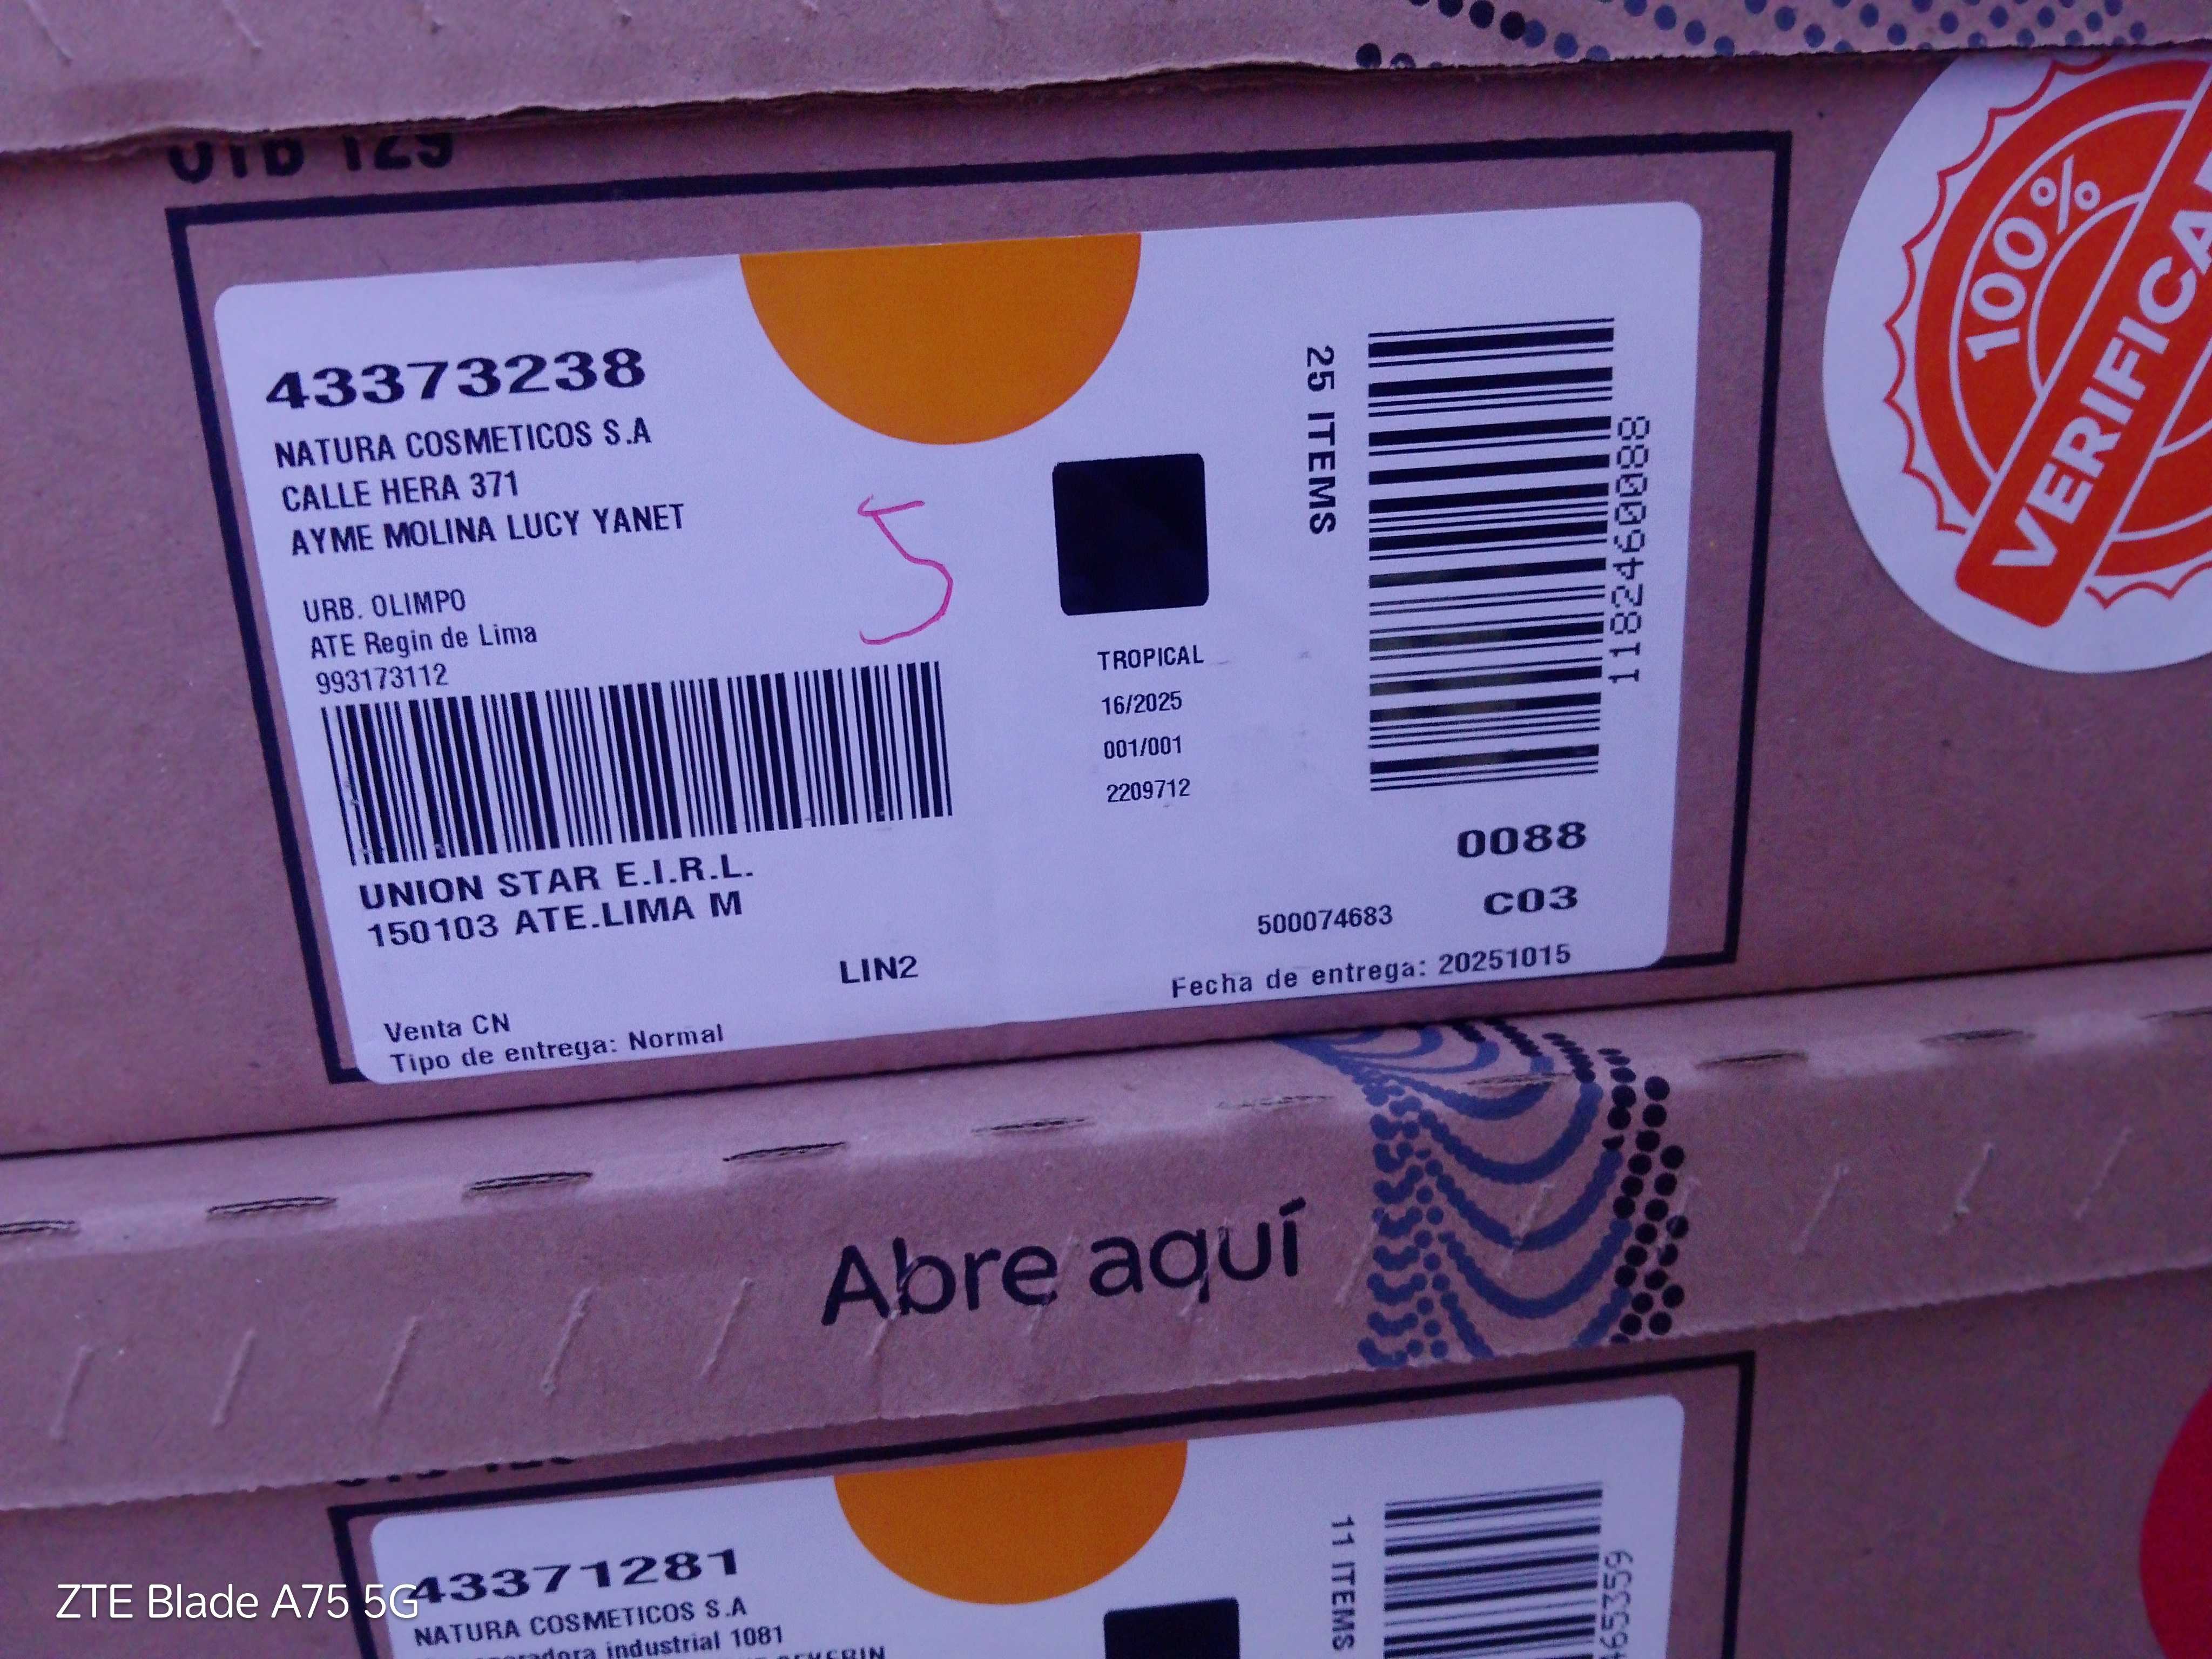 OTB 129
43373238
NATURA COSMETICOS S.A
CALLE HERA 371
AYME MOLINA LUCY YANET
URB. OLIMPO
ATE Regin de Lima
993173112
UNION STAR E.I.R.L.
150103 ATE.LIMA M
LIN2
Venta CN
Tipo de entrega: Normal
5
TROPICAL
16/2025
001/001
2209712
25 ITEMS
1182460088
0088
C03
500074683
Fecha de entrega: 20251015
100%
Abre aquí
43371281
NATURA COSMETICOS S.A
industrial 1081
11 ITEMS
ZTE Blade A75 5G